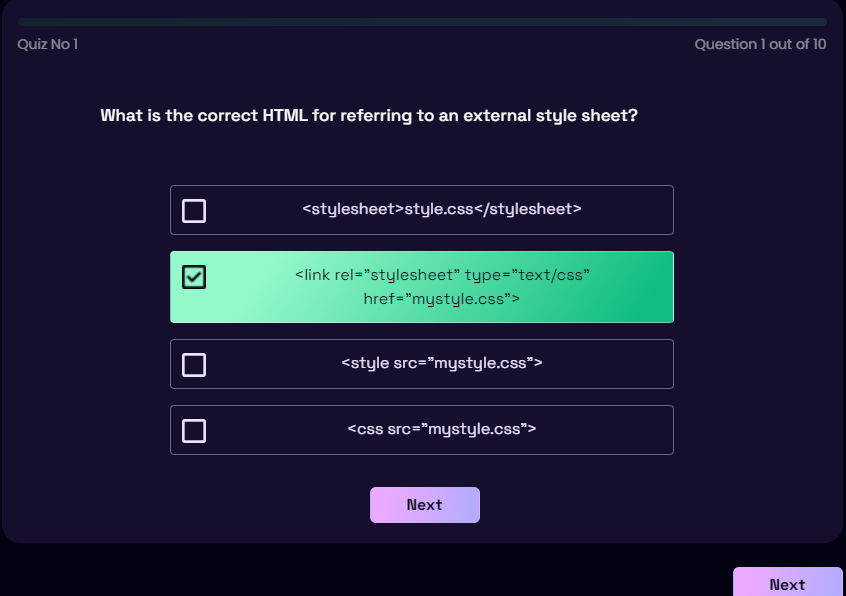 Quiz No 1
Question 1 out of 10
What is the correct HTML for referring to an external style sheet?
<stylesheet>style.css</stylesheet>
<link rel=”stylesheet” type=”text/css”
href=”mystyle.css”>
<style src=”mystyle.css”>
<css src=”mystyle.css”>
Next
Next